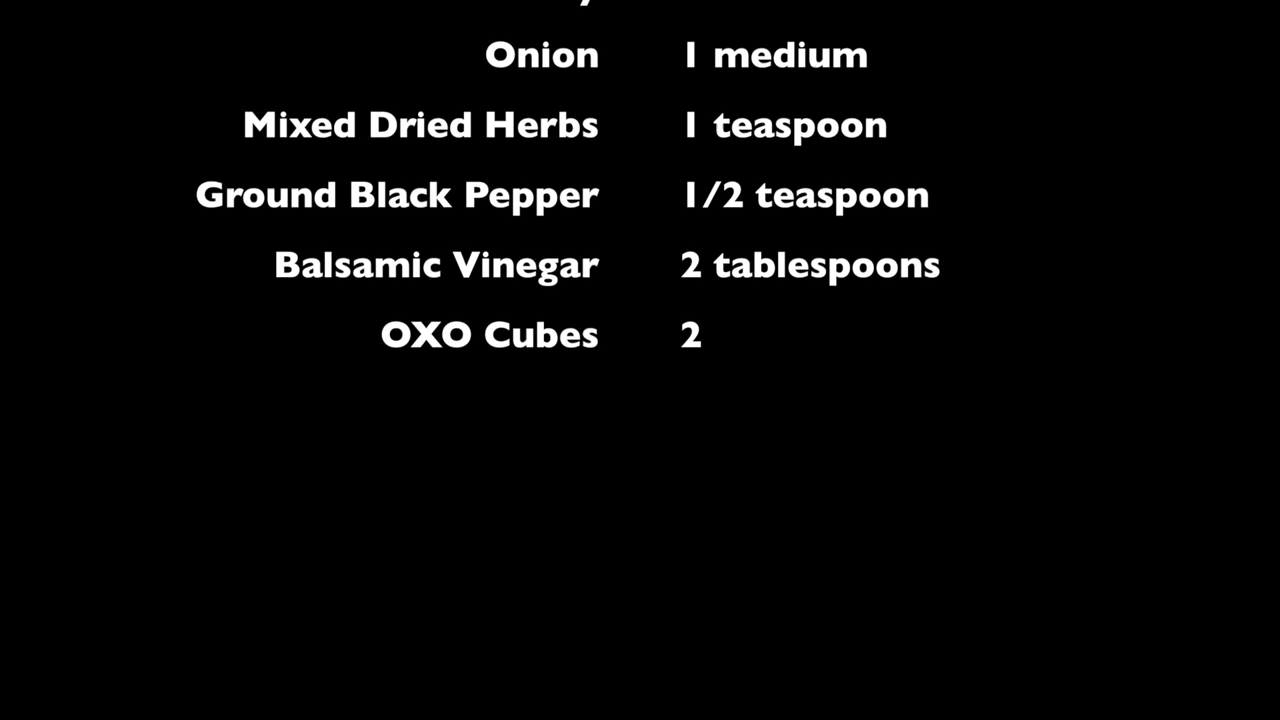 Onion 1 medium
Mixed Dried Herbs 1 teaspoon
Ground Black Pepper 1/2 teaspoon
Balsamic Vinegar 2 tablespoons
OXO Cubes 2